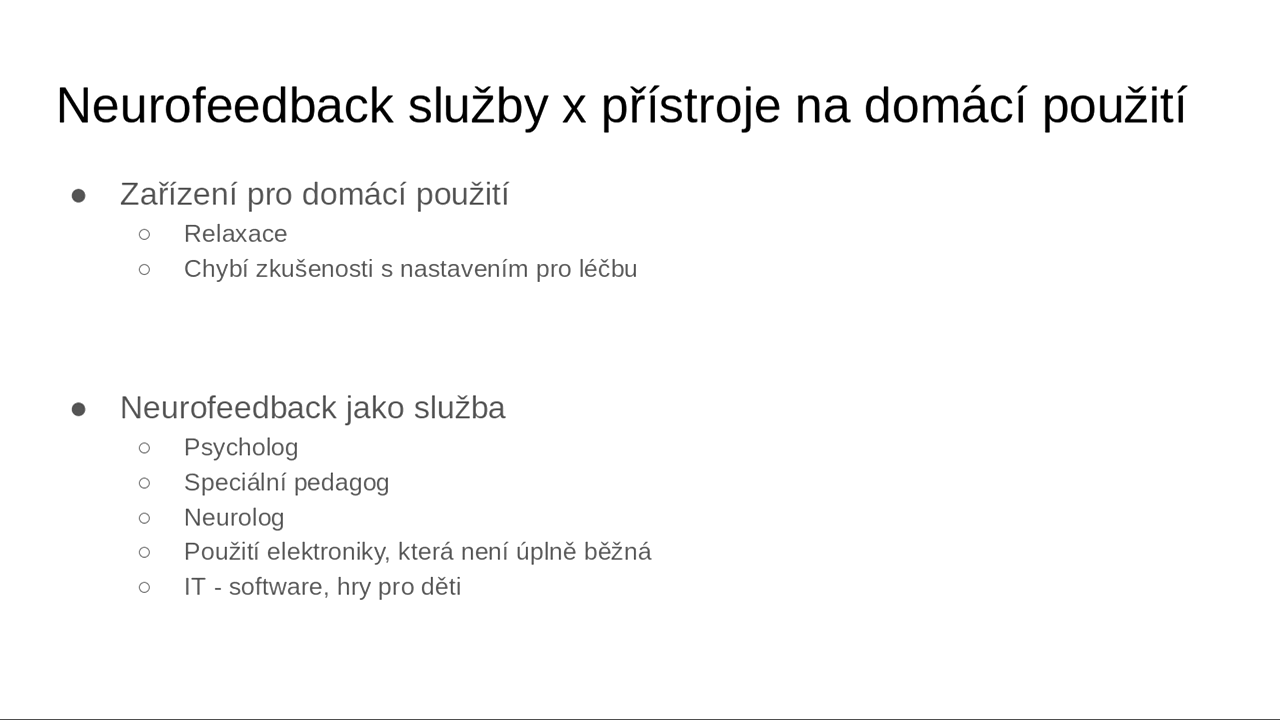 Neurofeedback služby x přístroje na domácí použití
● Zařízení pro domácí použití
○ Relaxace
○ Chybí zkušenosti s nastavením pro léčbu
● Neurofeedback jako služba
○ Psycholog
○ Speciální pedagog
○ Neurolog
○ Použití elektroniky, která není úplně běžná
○ IT - software, hry pro děti